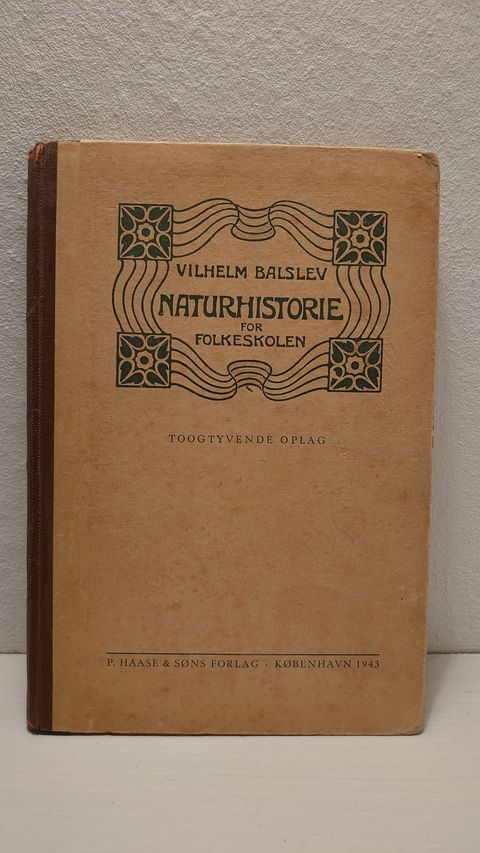 VILHELM BALSLEV
NATURHISTORIE
FOR
FOLKESKOLEN
TOOGTYVENDE OPLAG
P. HAASE & SØNS FORLAG · KØBENHAVN 1943